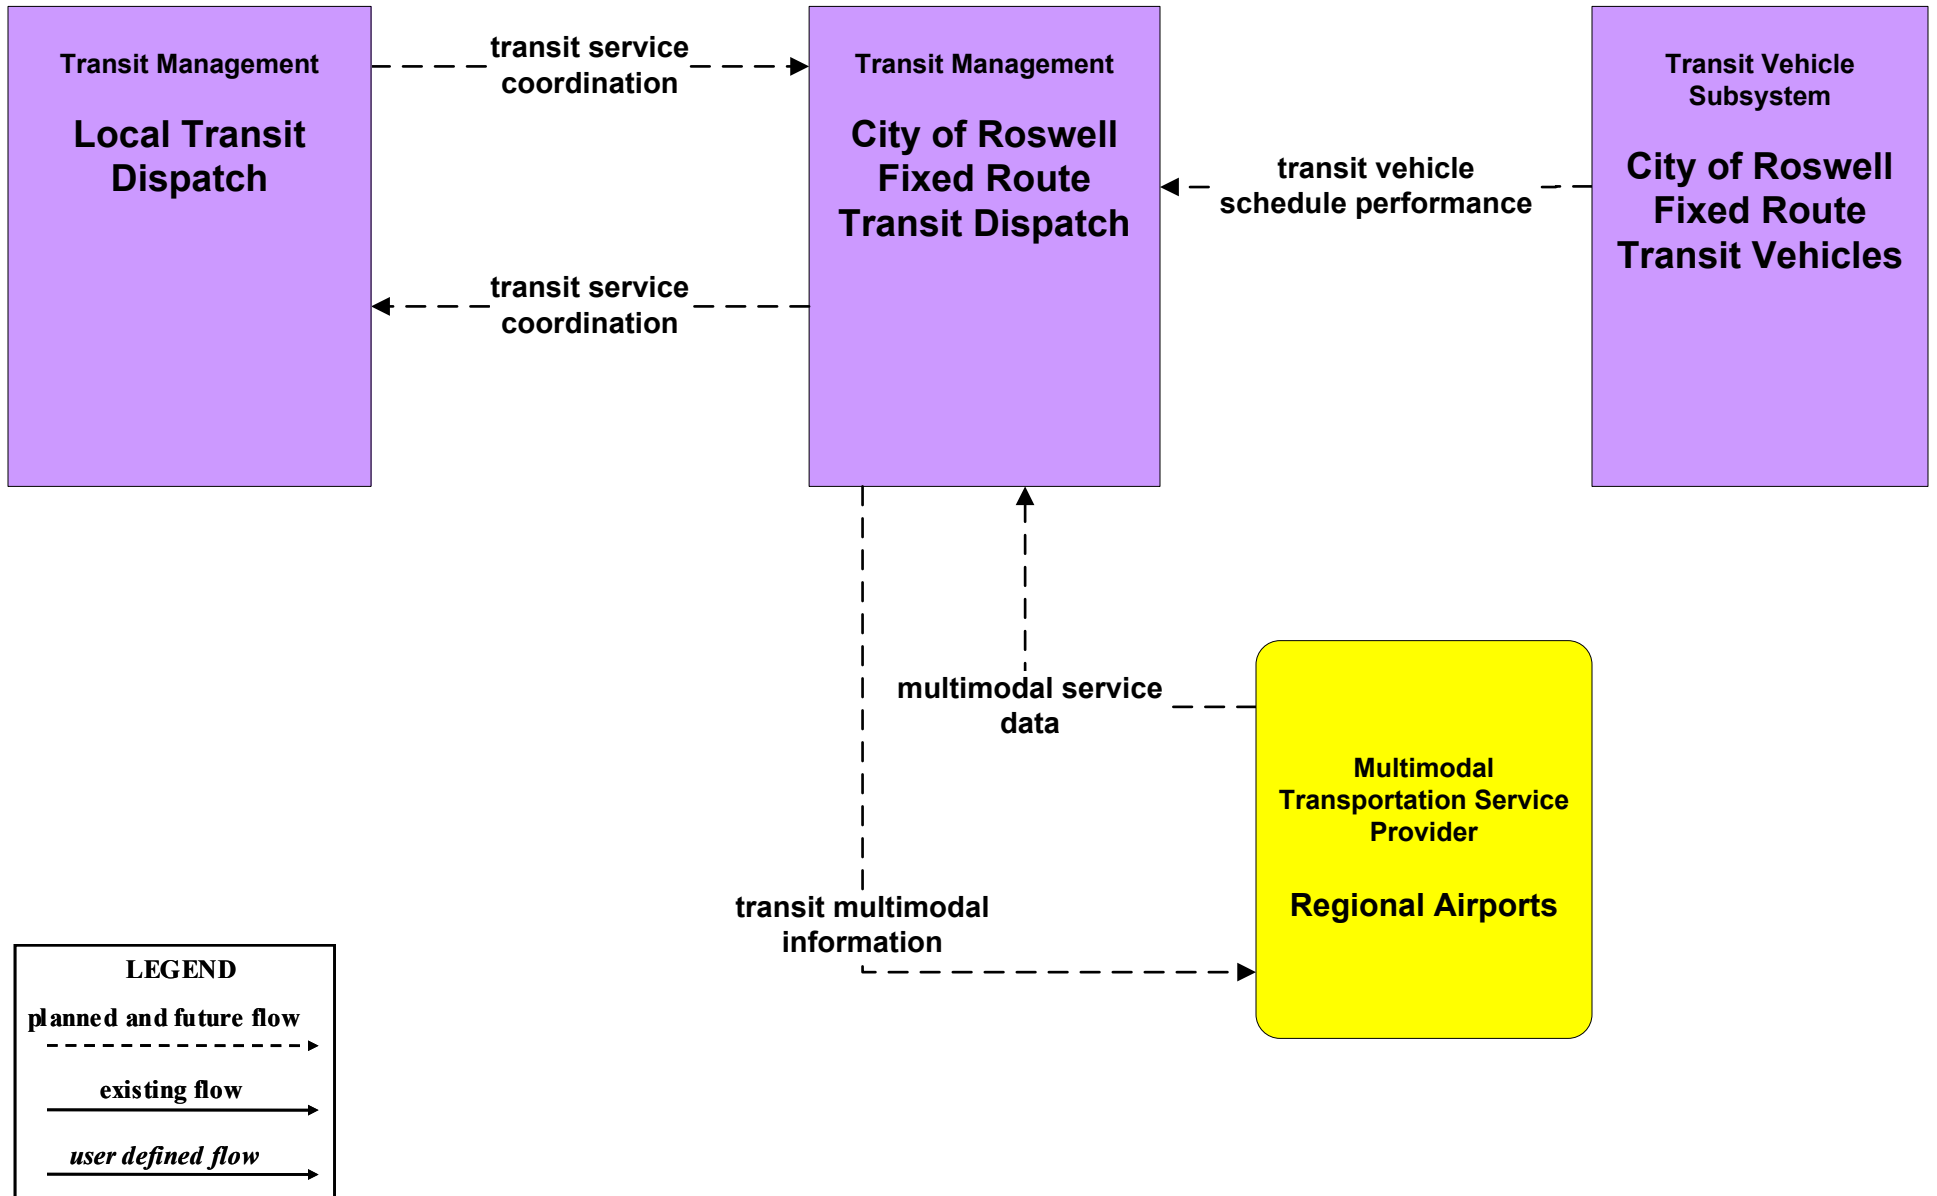 Transit Management
Local Transit
Dispatch
transit service
coordination
transit service
coordination
Transit Management
City of Roswell
Fixed Route
Transit Dispatch
transit vehicle
schedule performance
Transit Vehicle
Subsystem
City of Roswell
Fixed Route
Transit Vehicles
multimodal service
data
Multimodal
Transportation Service
Provider
Regional Airports
transit multimodal
information
LEGEND
planned and future flow
existing flow
user defined flow